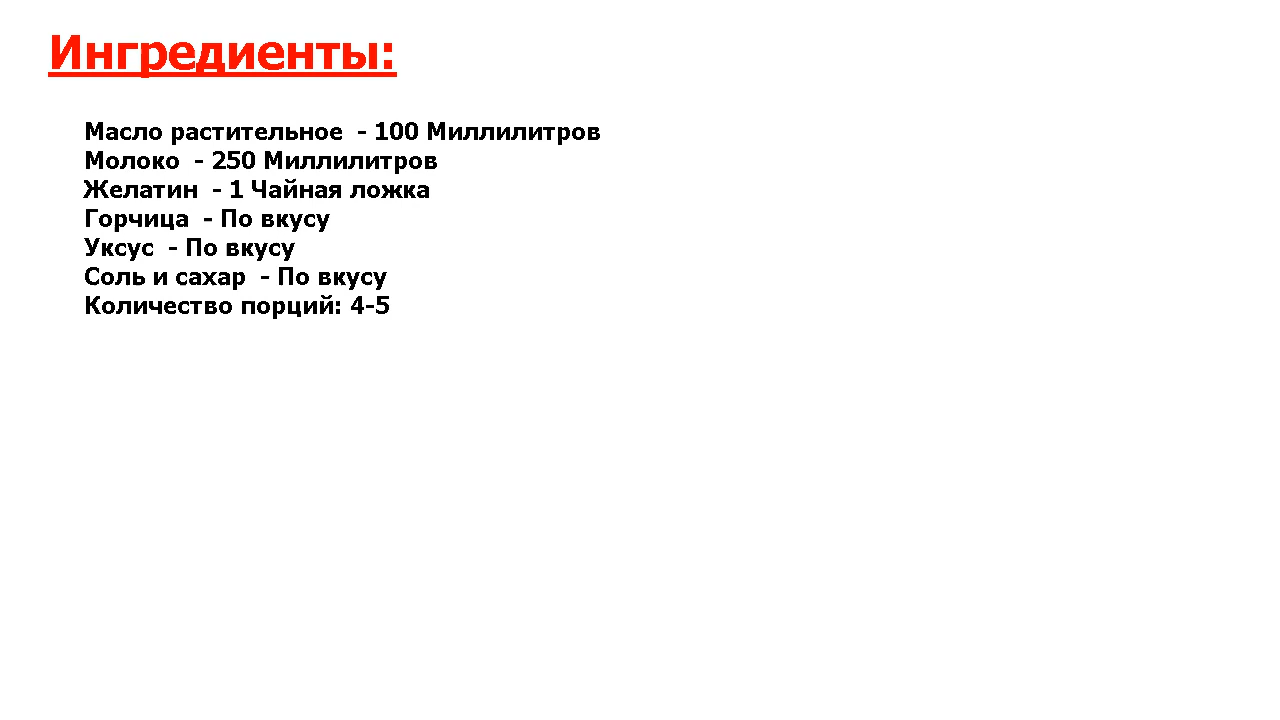 Ингредиенты:
Масло растительное  - 100 Миллилитров
Молоко  - 250 Миллилитров
Желатин  - 1 Чайная ложка
Горчица  - По вкусу
Уксус  - По вкусу
Соль и сахар  - По вкусу
Количество порций: 4-5